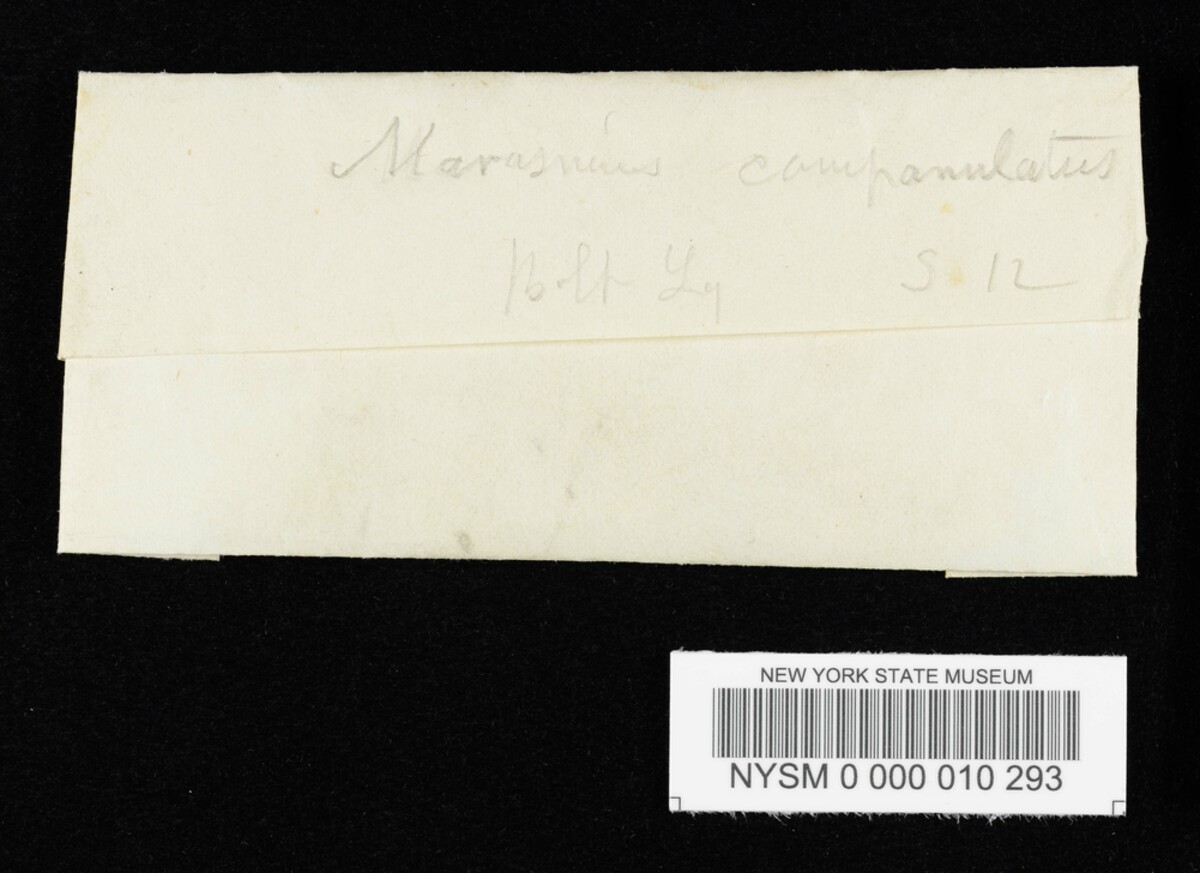 Marasmius campanulatus
S. 12
NEW YORK STATE MUSEUM
NYSM 0 000 010 293